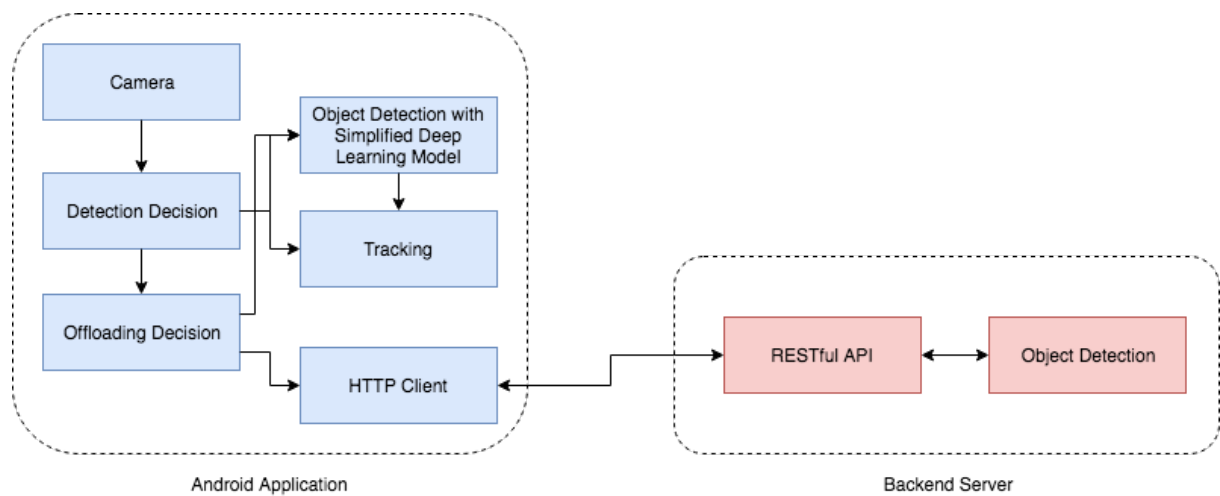 Camera
Object Detection with
Simplified Deep
Learning Model
Detection Decision
Tracking
Offloading Decision
HTTP Client
RESTful API
Object Detection
Android Application
Backend Server